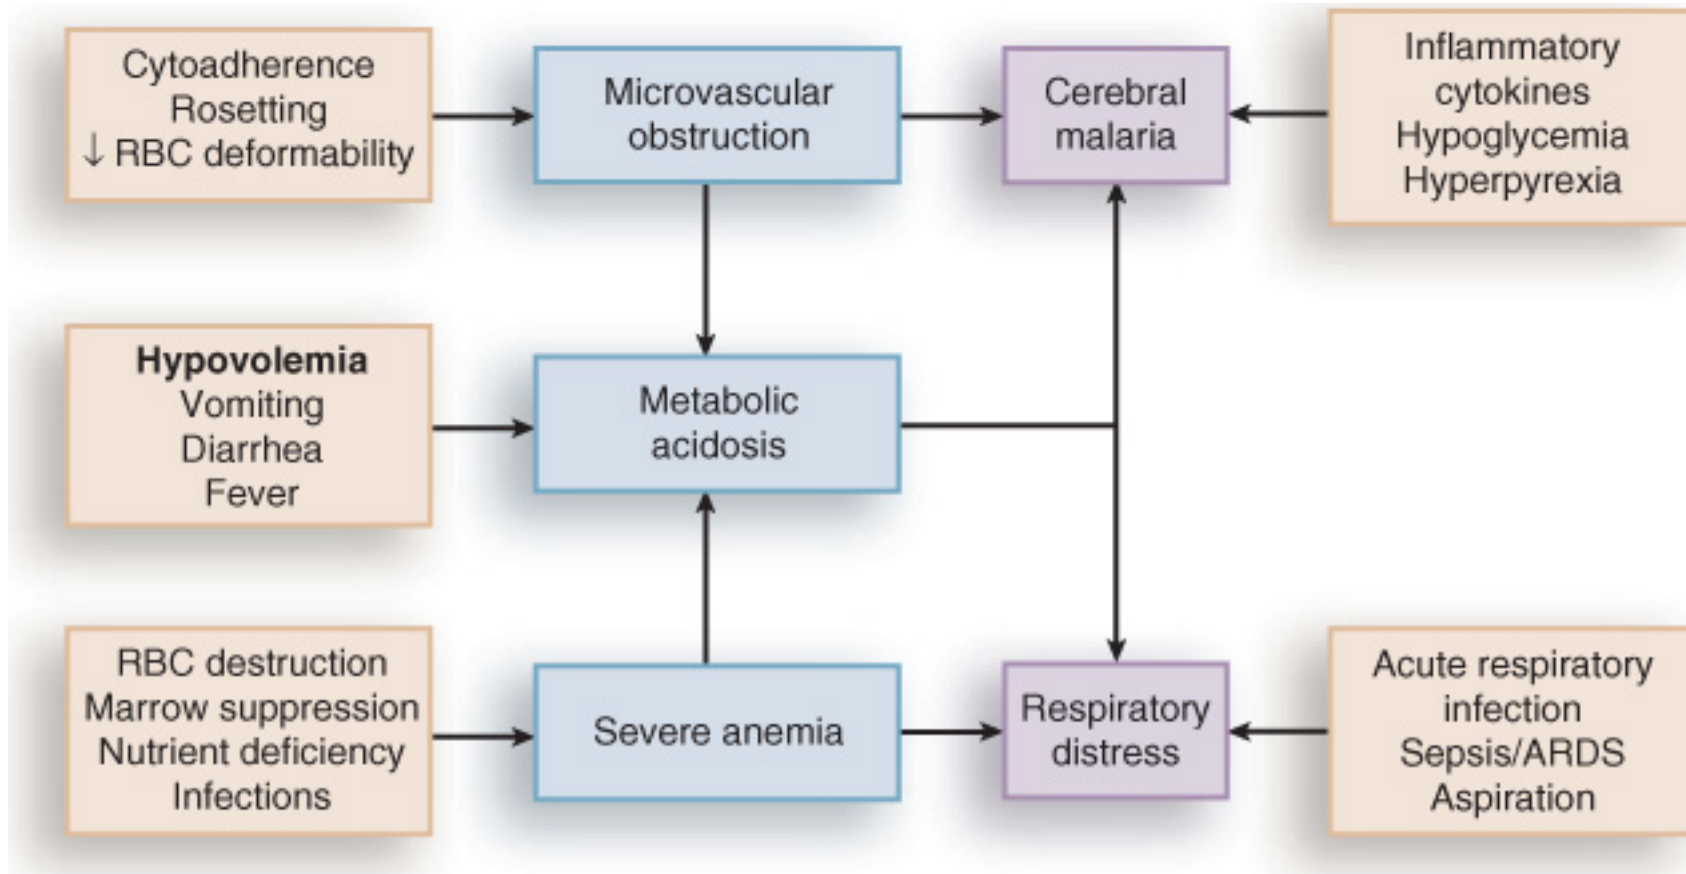 Cytoadherence
Rosetting
↓ RBC deformability
Microvascular
obstruction
Cerebral
malaria
Inflammatory
cytokines
Hypoglycemia
Hyperpyrexia
Hypovolemia
Vomiting
Diarrhea
Fever
Metabolic
acidosis
RBC destruction
Marrow suppression
Nutrient deficiency
Infections
Severe anemia
Respiratory
distress
Acute respiratory
infection
Sepsis/ARDS
Aspiration